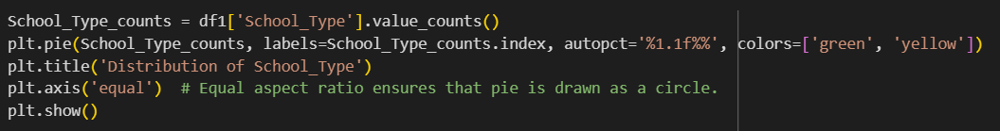 School_Type_counts = df1['School_Type'].value_counts()
plt.pie(School_Type_counts, labels=School_Type_counts.index, autopct='%1.1f%%', colors=['green', 'yellow'])
plt.title('Distribution of School_Type')
plt.axis('equal')  # Equal aspect ratio ensures that pie is drawn as a circle.
plt.show()